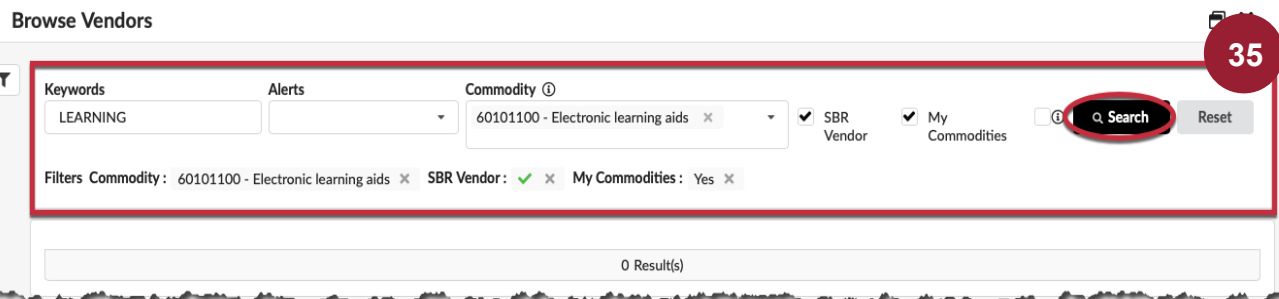 Browse Vendors
35
Keywords Alerts Commodity
LEARNING 60101100 - Electronic learning aids × SBR Vendor My Commodities Search Reset
Filters Commodity : 60101100 - Electronic learning aids × SBR Vendor : ✓ × My Commodities : Yes ×
0 Result(s)